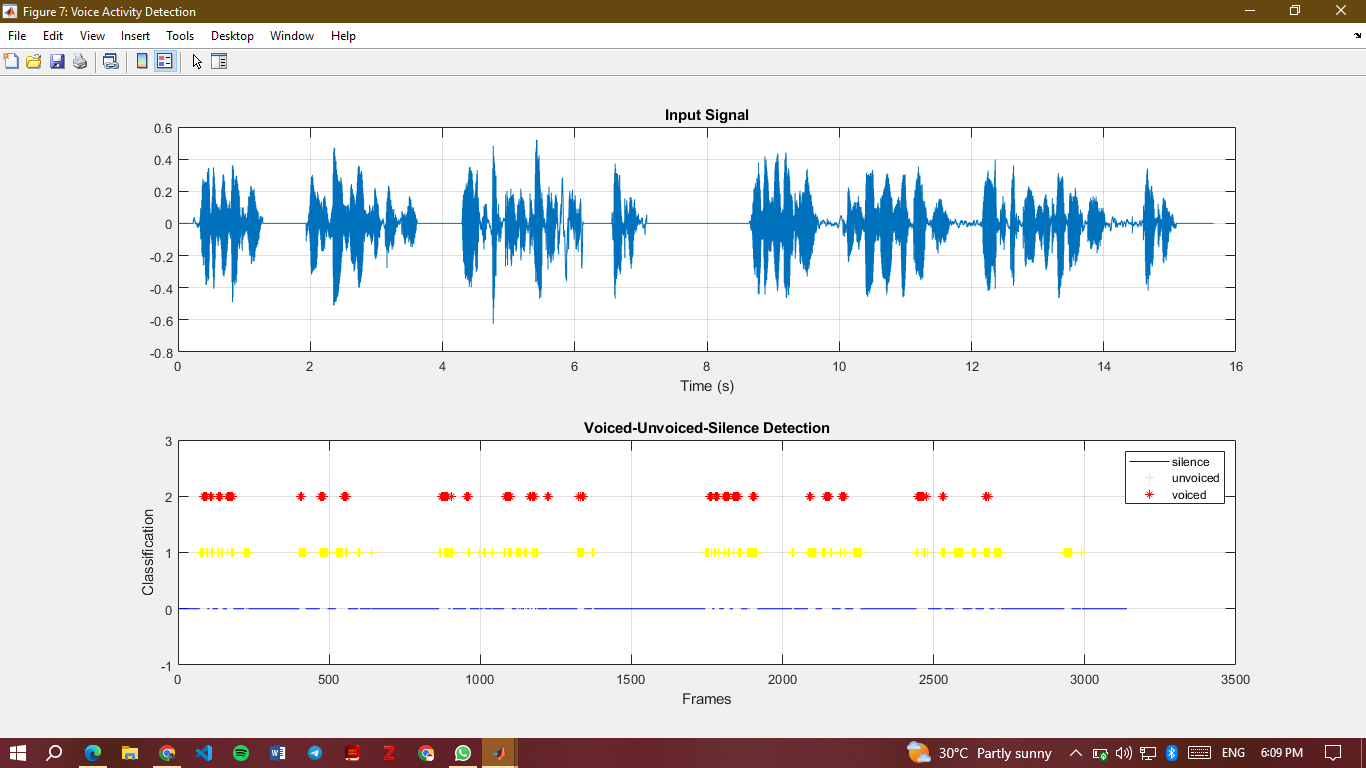 Figure 7: Voice Activity Detection
File Edit View Insert Tools Desktop Window Help
Input Signal
0.6
0.4
0.2
0
-0.2
-0.4
-0.6
-0.8
0 2 4 6 8 10 12 14 16
Time (s)
Voiced-Unvoiced-Silence Detection
3
2
1
0
-1
Classification
silence
unvoiced
voiced
0 500 1000 1500 2000 2500 3000 3500
Frames
30°C Partly sunny ENG 6:09 PM